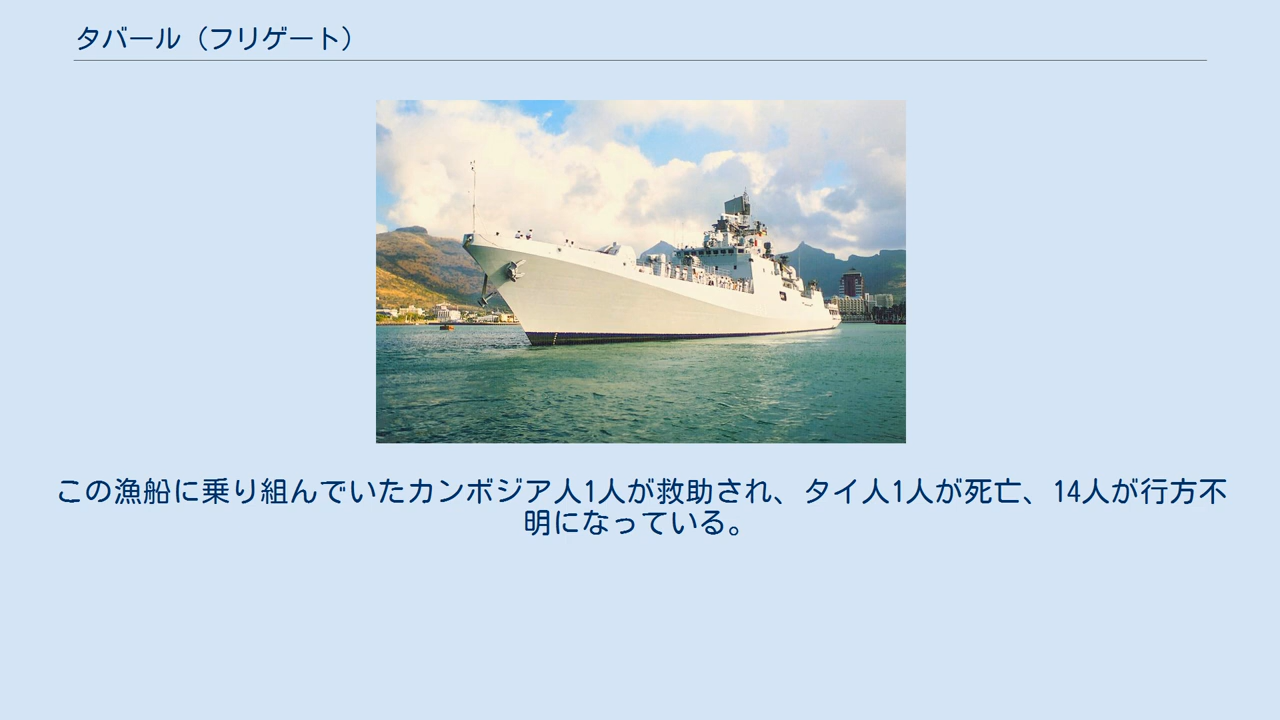 タバール（フリゲート）
この漁船に乗り組んでいたカンボジア人1人が救助され、タイ人1人が死亡、14人が行方不
明になっている。